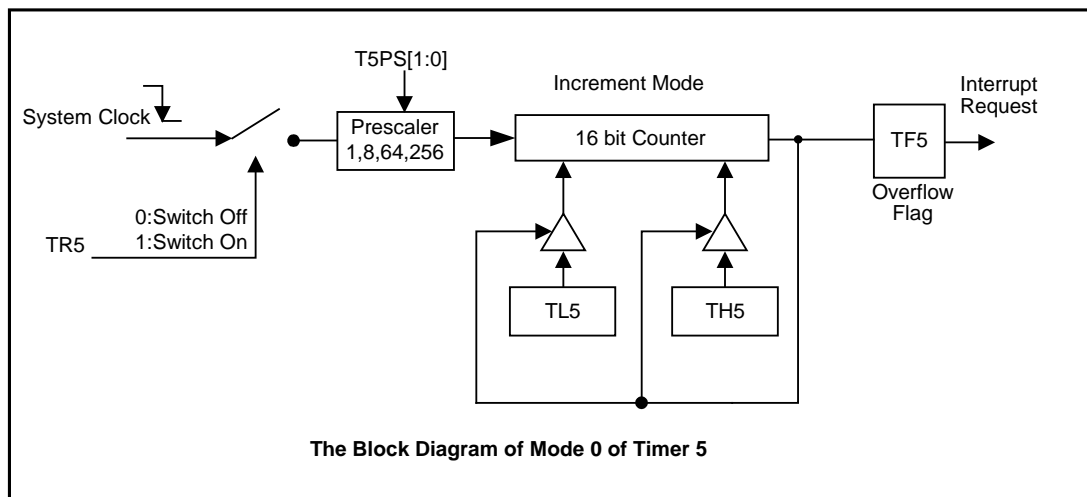 T5PS[1:0]
Increment Mode
Interrupt
Request
System Clock
Prescaler
1,8,64,256
16 bit Counter
TF5
Overflow
Flag
0:Switch Off
1:Switch On
TR5
TL5
TH5
The Block Diagram of Mode 0 of Timer 5